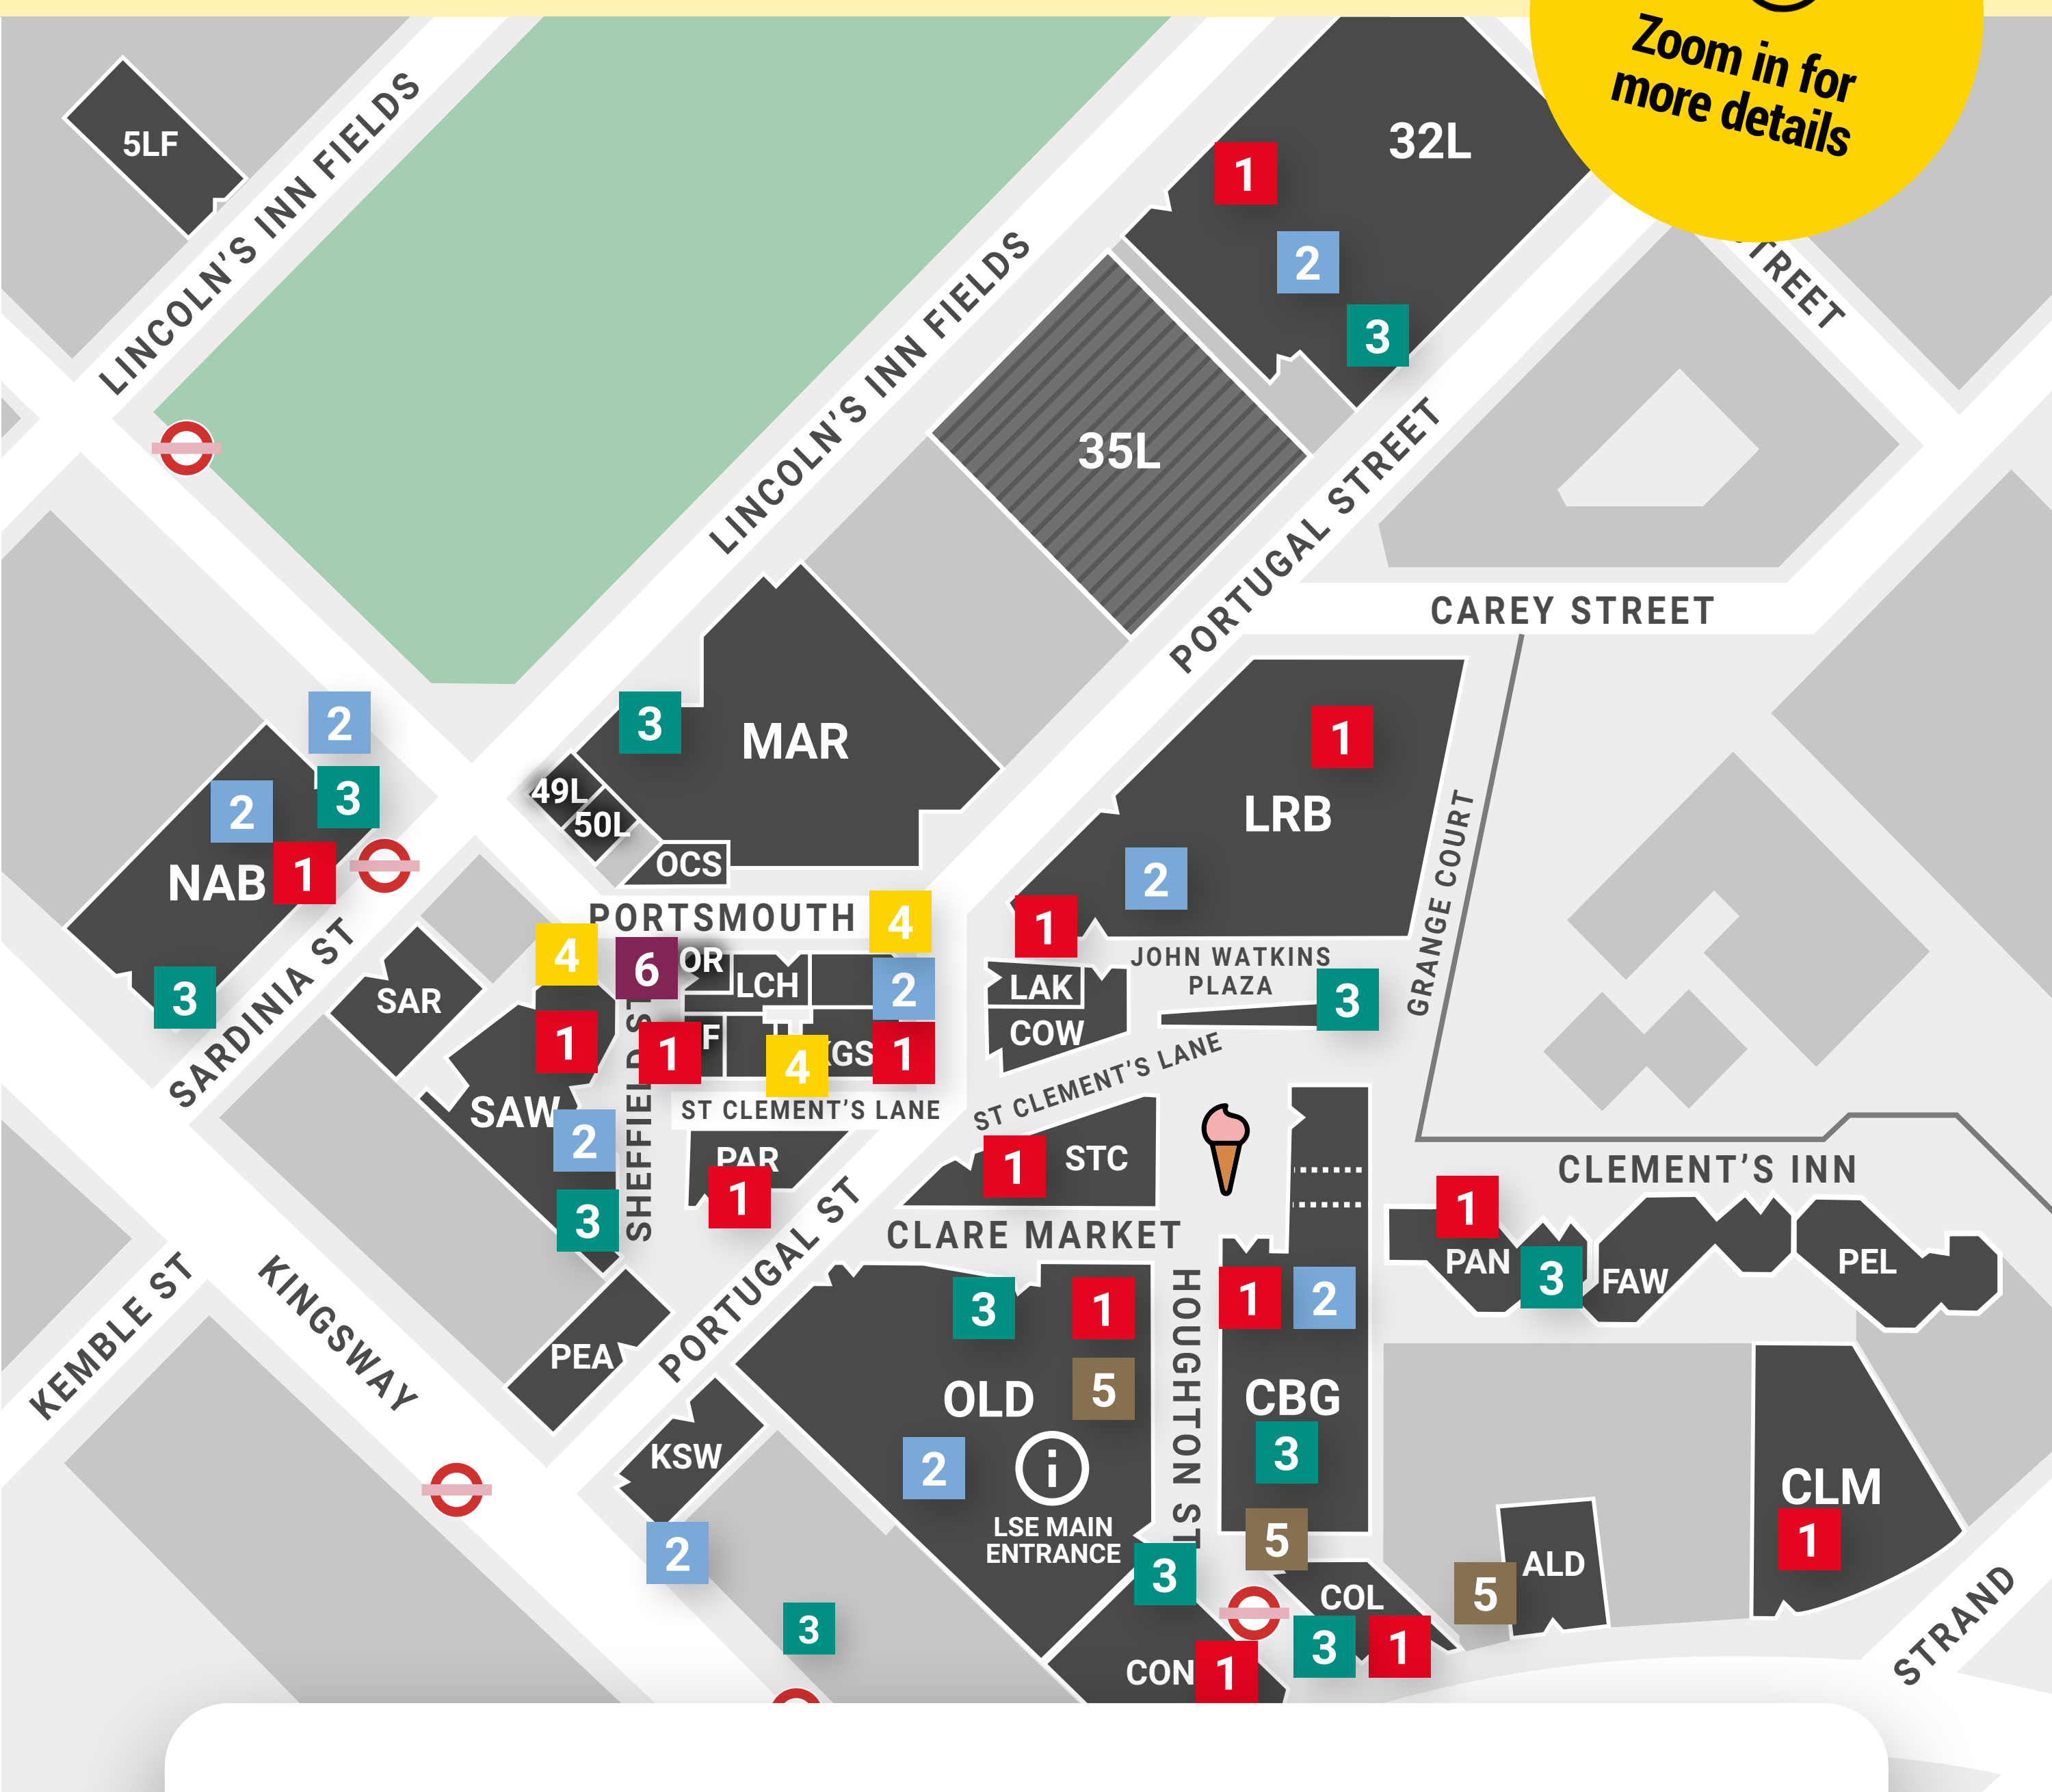 Zoom in for
more details
5LF
LINCOLN'S INN FIELDS
32L
1
2
3
STREET
LINCOLN'S INN FIELDS
35L
PORTUGAL STREET
CAREY STREET
2
3
MAR
1
2
3
49L
50L
LRB
NAB
1
OCS
2
GRANGE COURT
PORTSMOUTH
4
1
4
6
OR
LCH
2
JOHN WATKINS
PLAZA
3
LAK
3
SAR
SARDINIA ST
1
1
F
4
KGS
1
COW
SHEFFIELD ST
ST CLEMENT'S LANE
ST CLEMENT'S LANE
SAW
2
3
PAR
1
1
STC
CLEMENT'S INN
CLARE MARKET
1
PAN
3
FAW
PEL
PORTUGAL ST
KEMBLE ST
KINGSWAY
PEA
3
1
HOUGHTON ST
1
2
5
OLD
CBG
KSW
2
i
3
LSE MAIN
ENTRANCE
CLM
1
2
3
5
3
COL
5
ALD
3
1
CON
1
STRAND